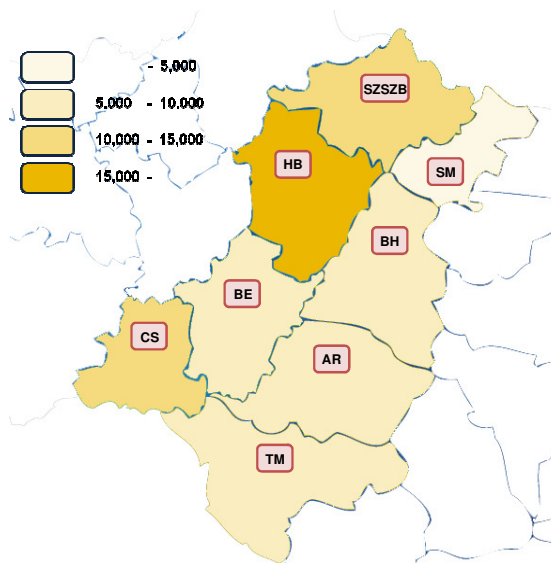 - 5,000
5.000 - 10.000
10,000 - 15,000
15,000 -
SZSZB
HB
SM
BH
BE
CS
AR
TM